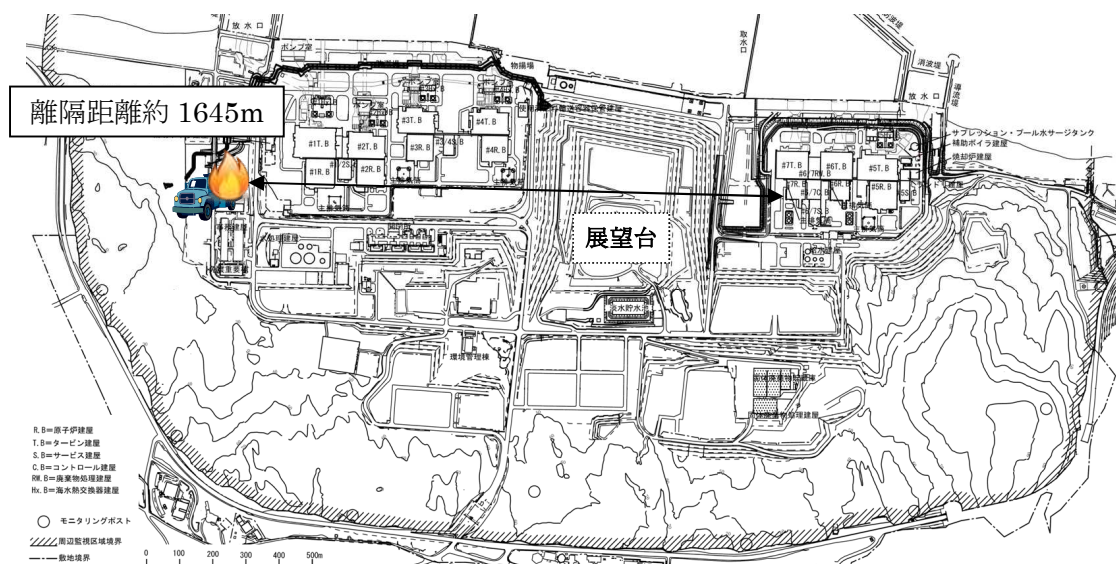 放水口
取水口
消波堤
放水口
導流堤
ポンプ室
物揚場
離隔距離約 1645m
サプレッション・プール水サージタンク
補助ボイラ建屋
焼却炉建屋
#1T.B
#2T.B
#3T.B
#4T.B
#7T.B
#6T.B
#5T.B
#1R.B
#2R.B
#3R.B
#3/4S.B
#4R.B
#5R.B
展望台
淡水貯水池
環境管理棟
R.B=原子炉建屋
T.B=タービン建屋
S.B=サービス建屋
C.B=コントロール建屋
RW.B=廃棄物処理建屋
Hx.B=海水熱交換器建屋
モニタリングポスト
周辺監視区域境界
敷地境界
0 100 200 300 400 500m